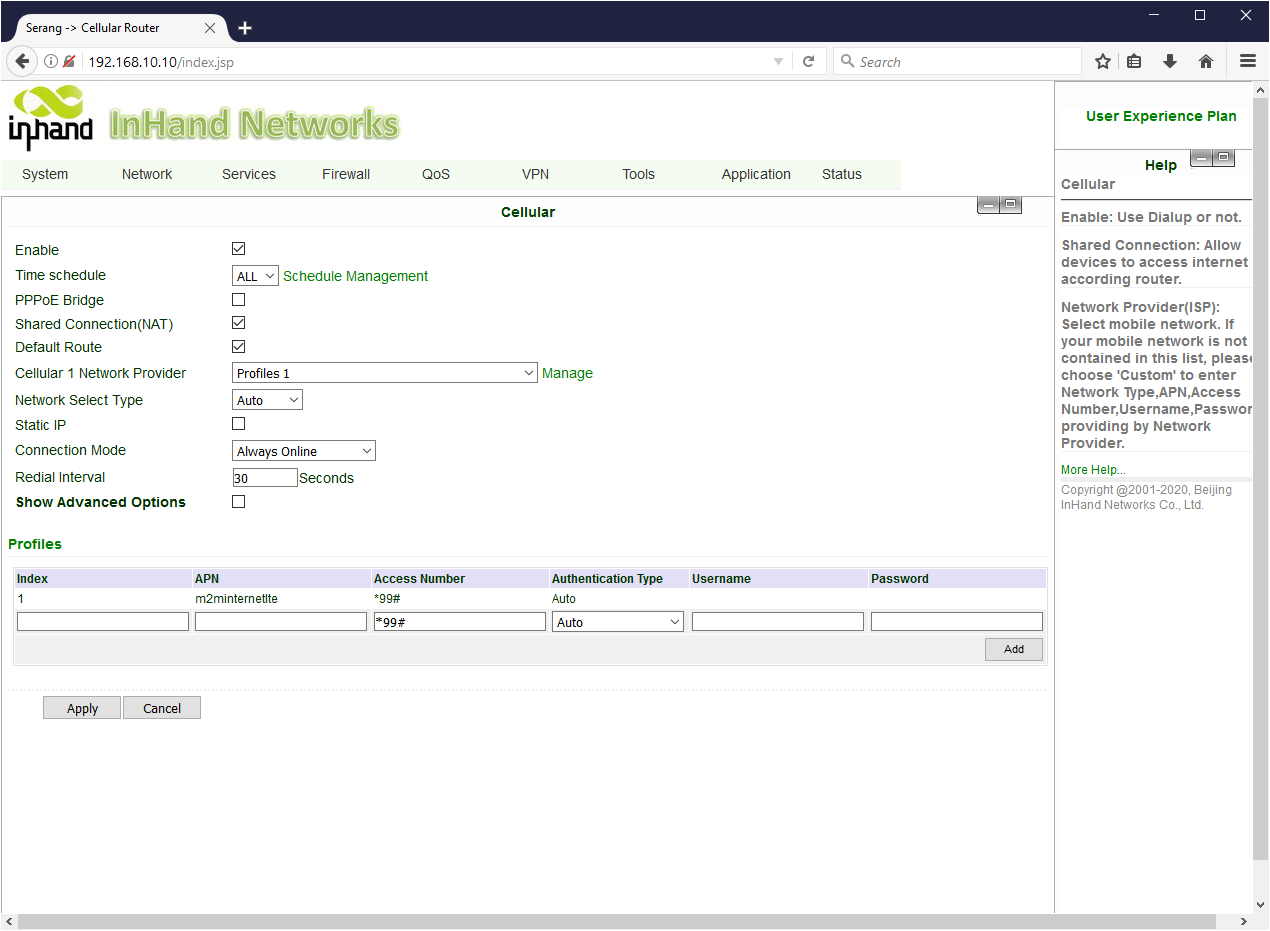 Serang -> Cellular Router
192.168.10.10/index.jsp
Search
inhand
InHand Networks
System Network Services Firewall QoS VPN Tools Application Status
Cellular
Enable
Time schedule ALL Schedule Management
PPPoE Bridge
Shared Connection(NAT)
Default Route
Cellular 1 Network Provider Profiles 1 Manage
Network Select Type Auto
Static IP
Connection Mode Always Online
Redial Interval 30 Seconds
Show Advanced Options
Profiles
Index APN Access Number Authentication Type Username Password
1 m2minternetlte *99# Auto
*99# Auto
Add
Apply Cancel
User Experience Plan
Help
Cellular
Enable: Use Dialup or not.
Shared Connection: Allow
devices to access internet
according router.
Network Provider(ISP):
Select mobile network. If
your mobile network is not
contained in this list, please
choose 'Custom' to enter
Network Type,APN,Access
Number,Username,Passwor
providing by Network
Provider.
More Help...
Copyright @2001-2020, Beijing
InHand Networks Co., Ltd.